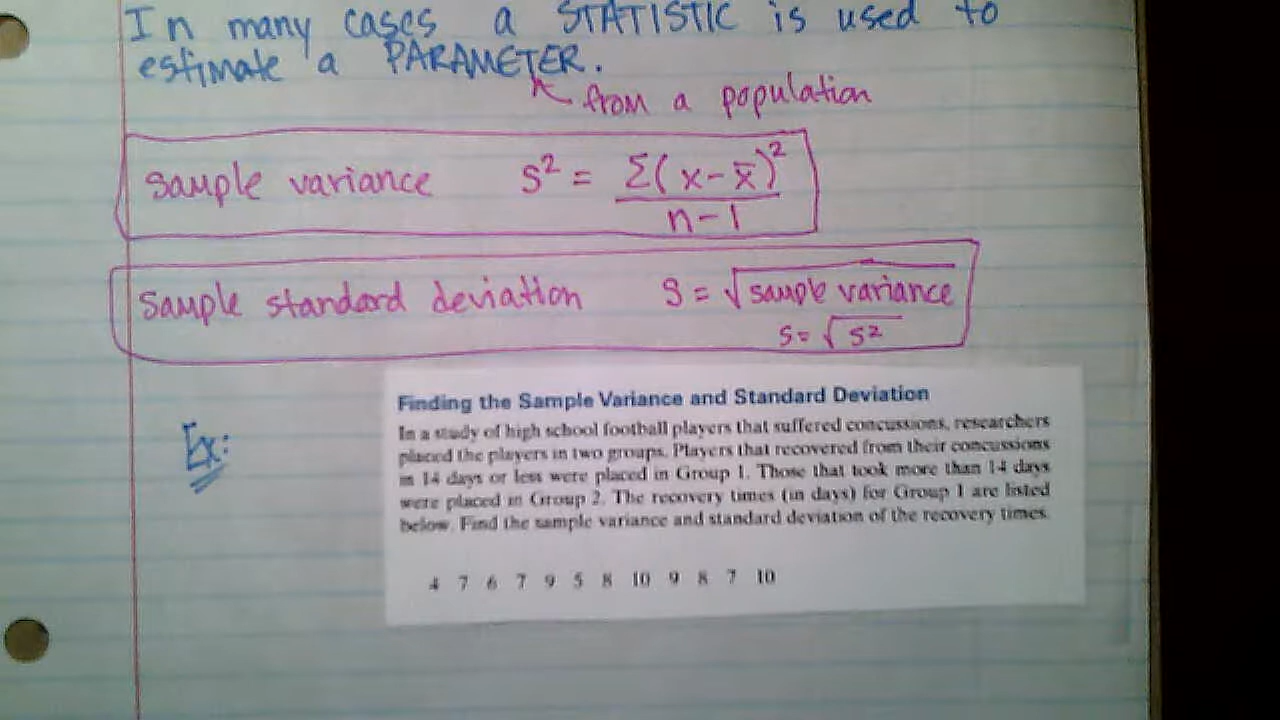 In many cases a STATISTIC is used to
estimate a PARAMETER.
from a population
sample variance s² = Σ(x-x̄)²
n-1
sample standard deviation s = √sample variance
s = √s²
Ex:
Finding the Sample Variance and Standard Deviation
In a study of high school football players that suffered concussions, researchers
placed the players in two groups. Players that recovered from their concussions
in 14 days or less were placed in Group 1. Those that took more than 14 days
were placed in Group 2. The recovery times (in days) for Group 1 are listed
below. Find the sample variance and standard deviation of the recovery times.
4 7 6 7 9 5 8 10 9 8 7 10